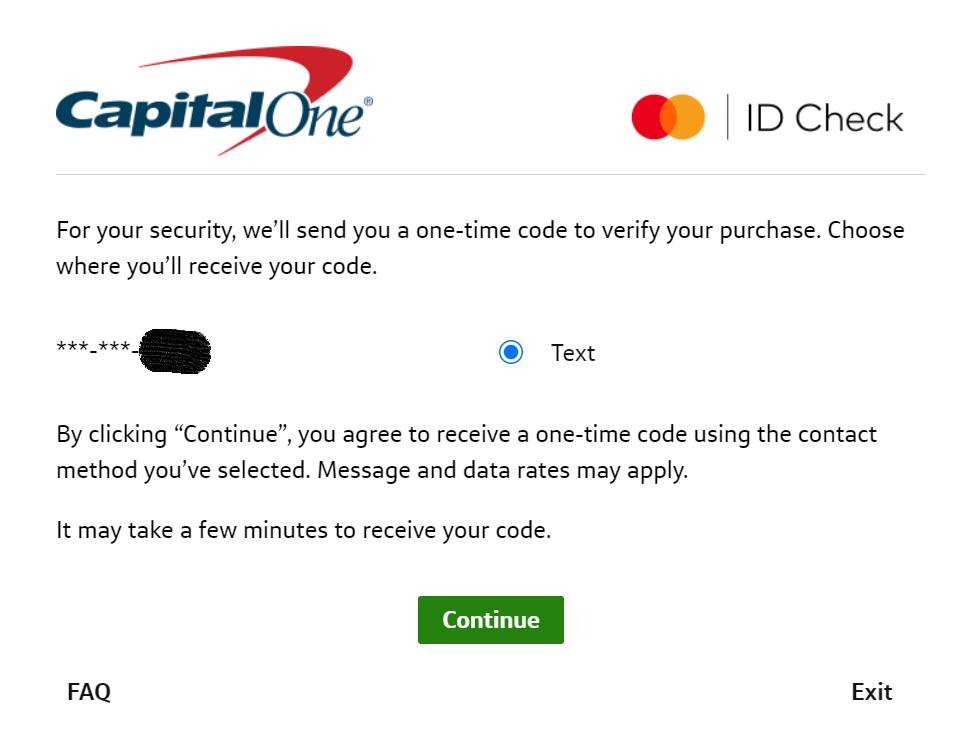 Capital One®
ID Check
For your security, we’ll send you a one-time code to verify your purchase. Choose
where you’ll receive your code.
***-***-
Text
By clicking “Continue”, you agree to receive a one-time code using the contact
method you’ve selected. Message and data rates may apply.
It may take a few minutes to receive your code.
Continue
FAQ
Exit